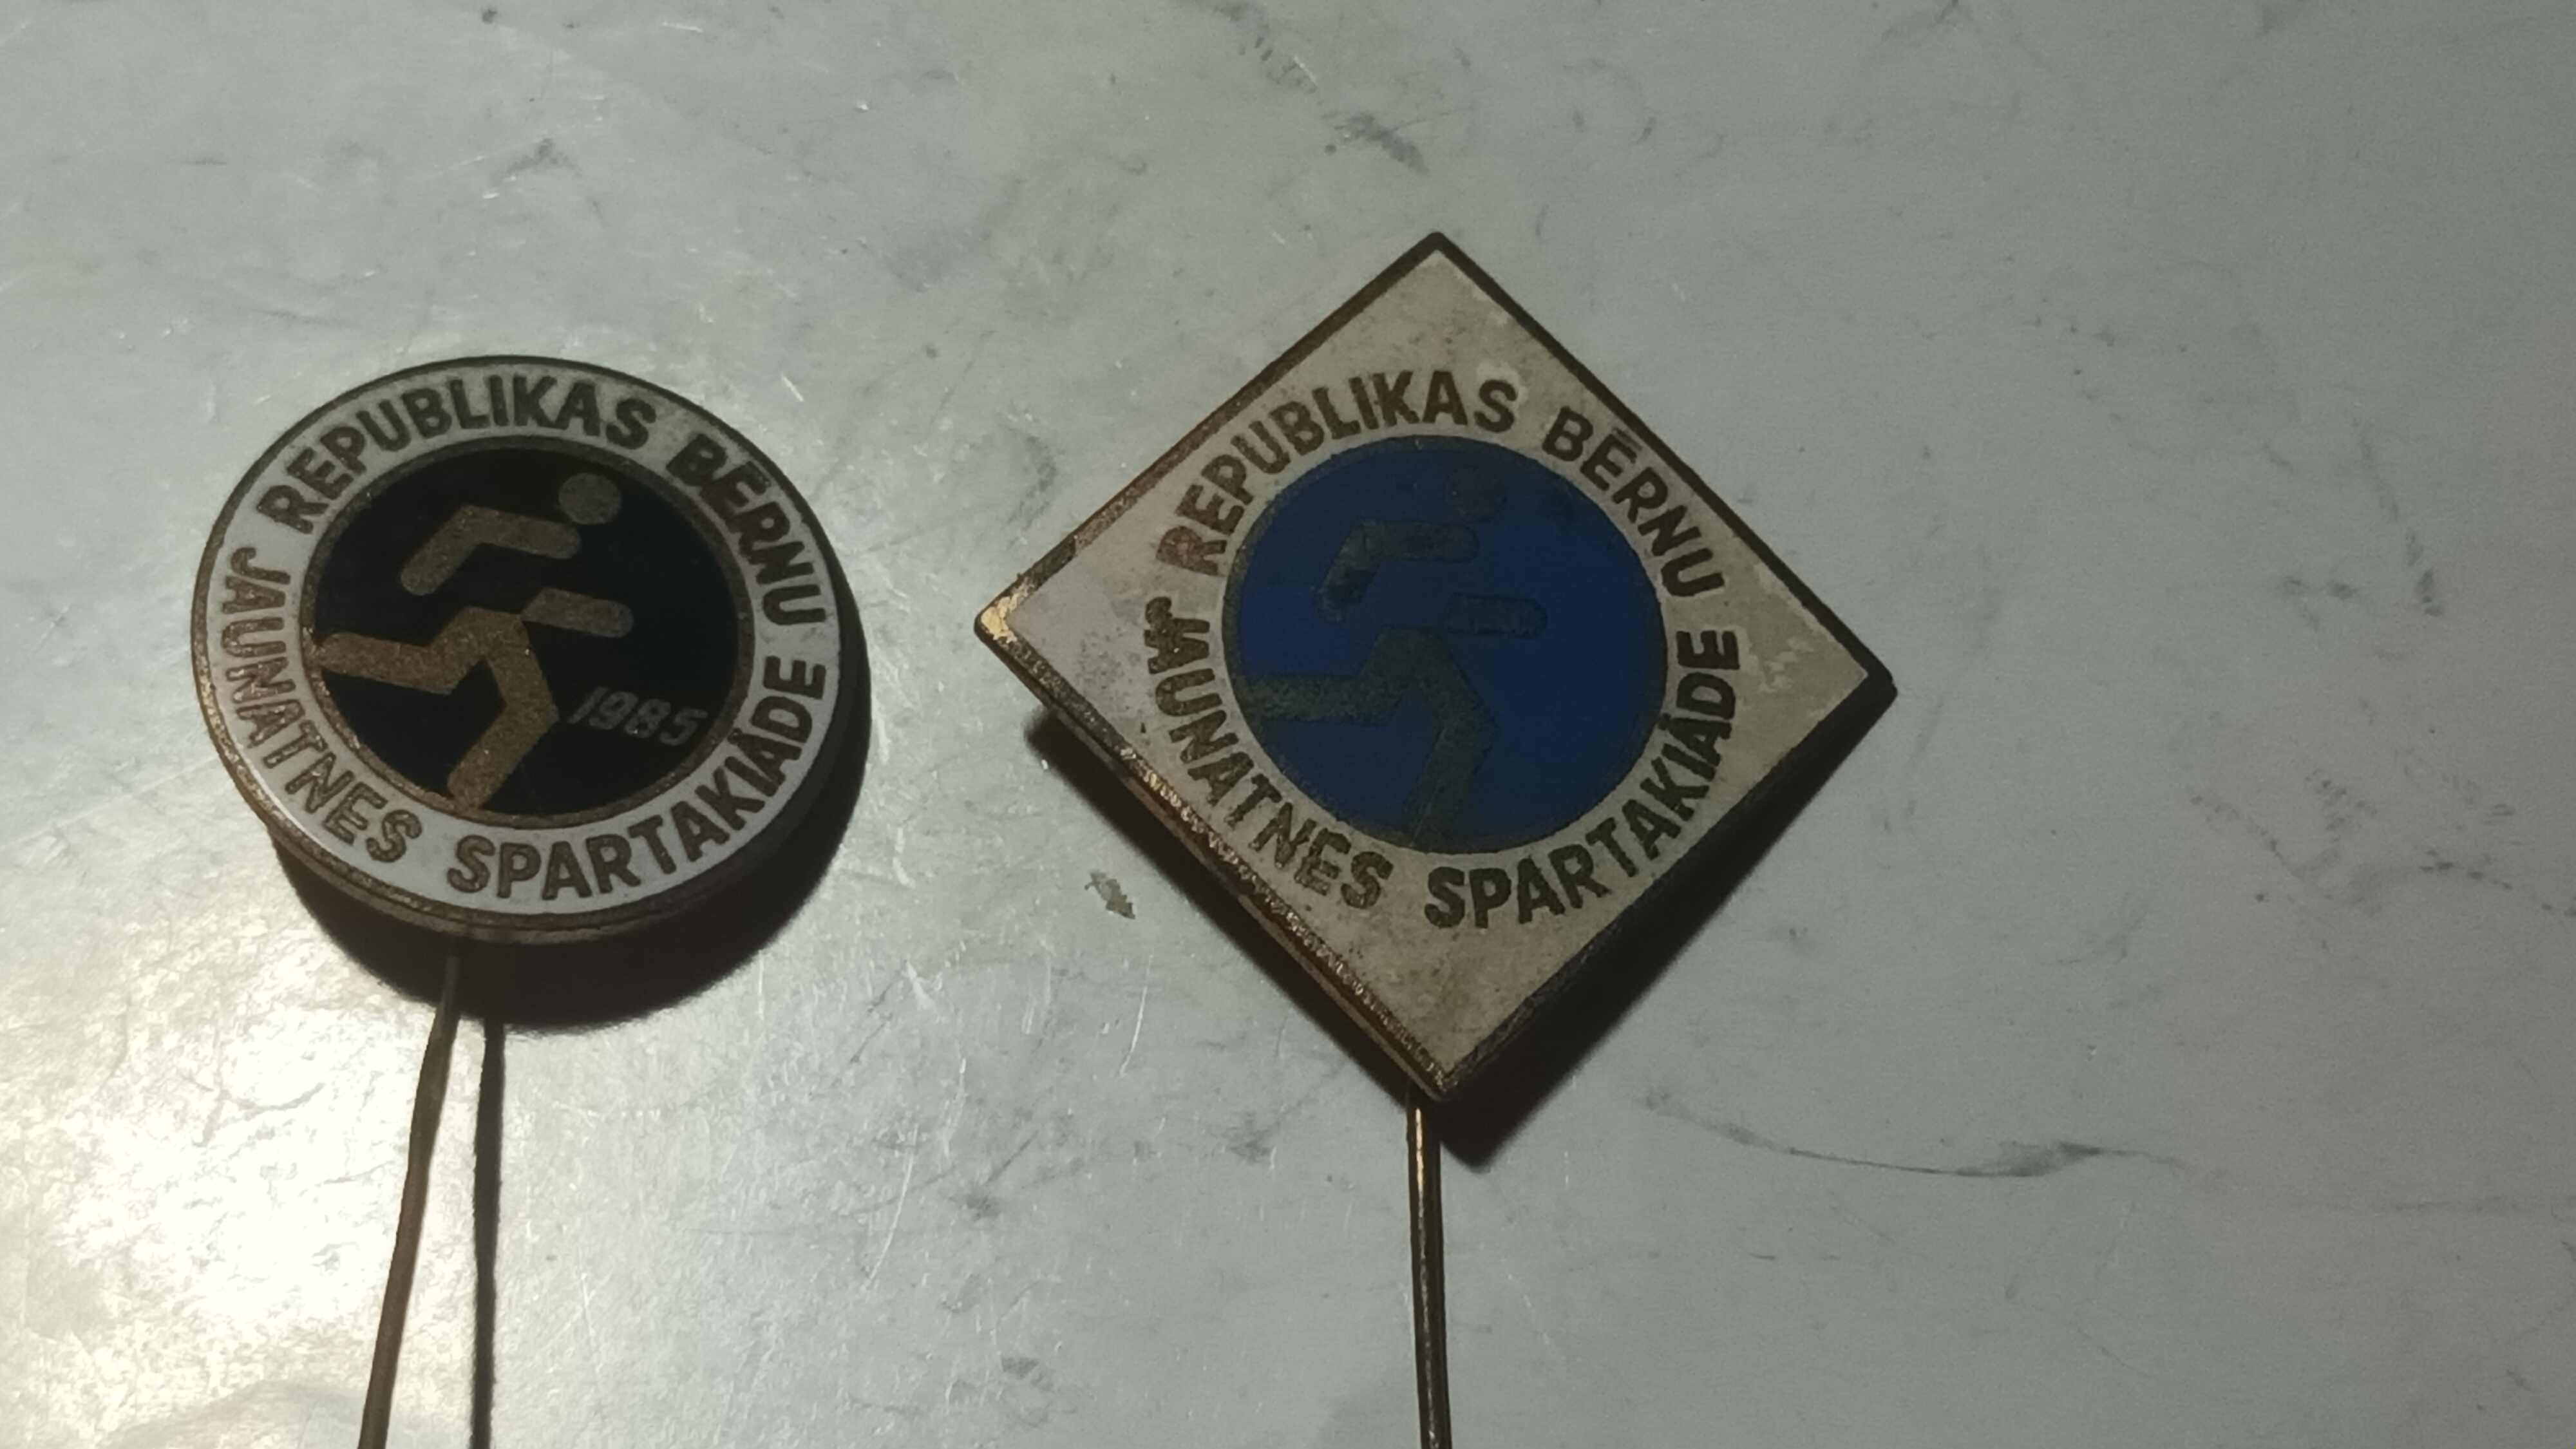 REPUBLIKAS BĒRNU
JAUNATNES SPARTAKIĀDE
1985
REPUBLIKAS BĒRNU
JAUNATNES SPARTAKIĀDE